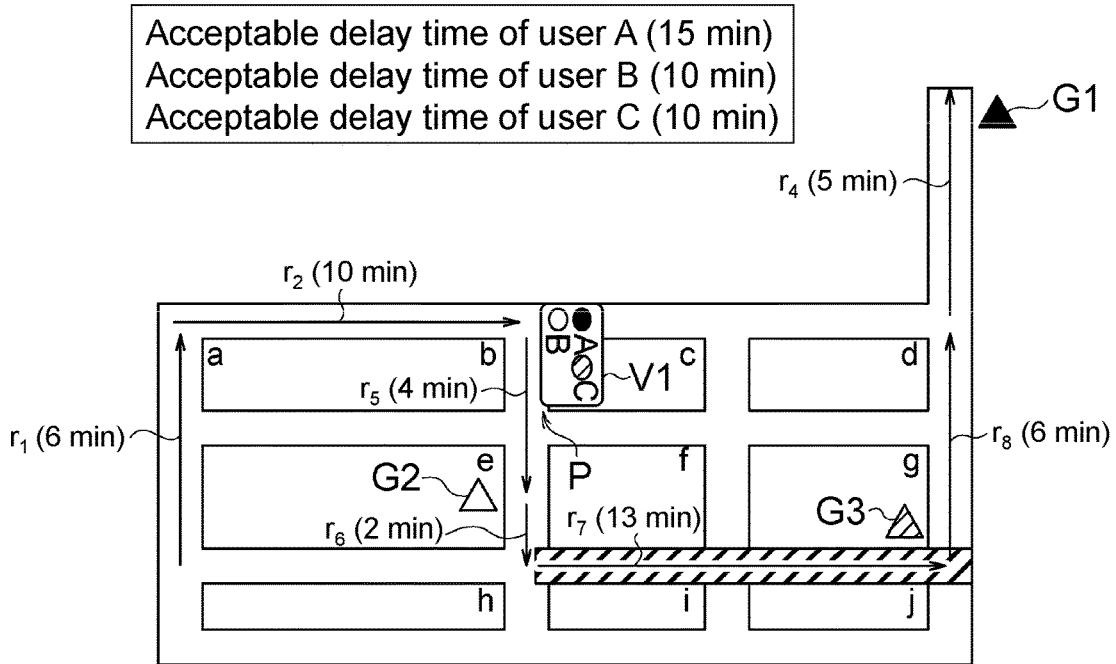 Acceptable delay time of user A (15 min)
Acceptable delay time of user B (10 min)
Acceptable delay time of user C (10 min)
G1
r4 (5 min)
r2 (10 min)
a
b
A
B
C
c
d
V1
r5 (4 min)
r1 (6 min)
r8 (6 min)
e
f
g
G2
P
G3
r6 (2 min)
r7 (13 min)
h
i
j